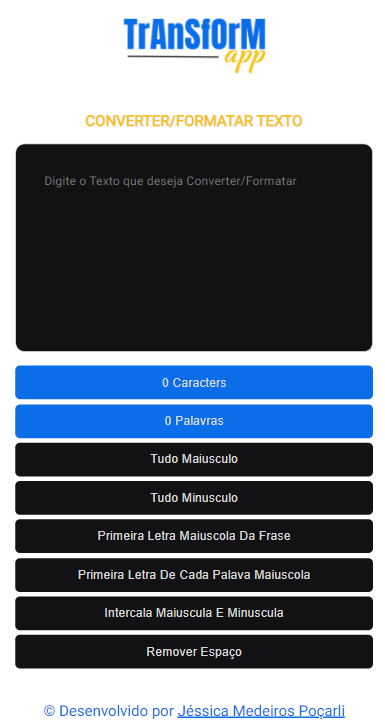 TrAnSfOrM
app
CONVERTER/FORMATAR TEXTO
Digite o Texto que deseja Converter/Formatar
0 Caracters
0 Palavras
Tudo Maiusculo
Tudo Minusculo
Primeira Letra Maiuscola Da Frase
Primeira Letra De Cada Palava Maiuscola
Intercala Maiuscula E Minuscula
Remover Espaço
© Desenvolvido por Jéssica Medeiros Poçarli